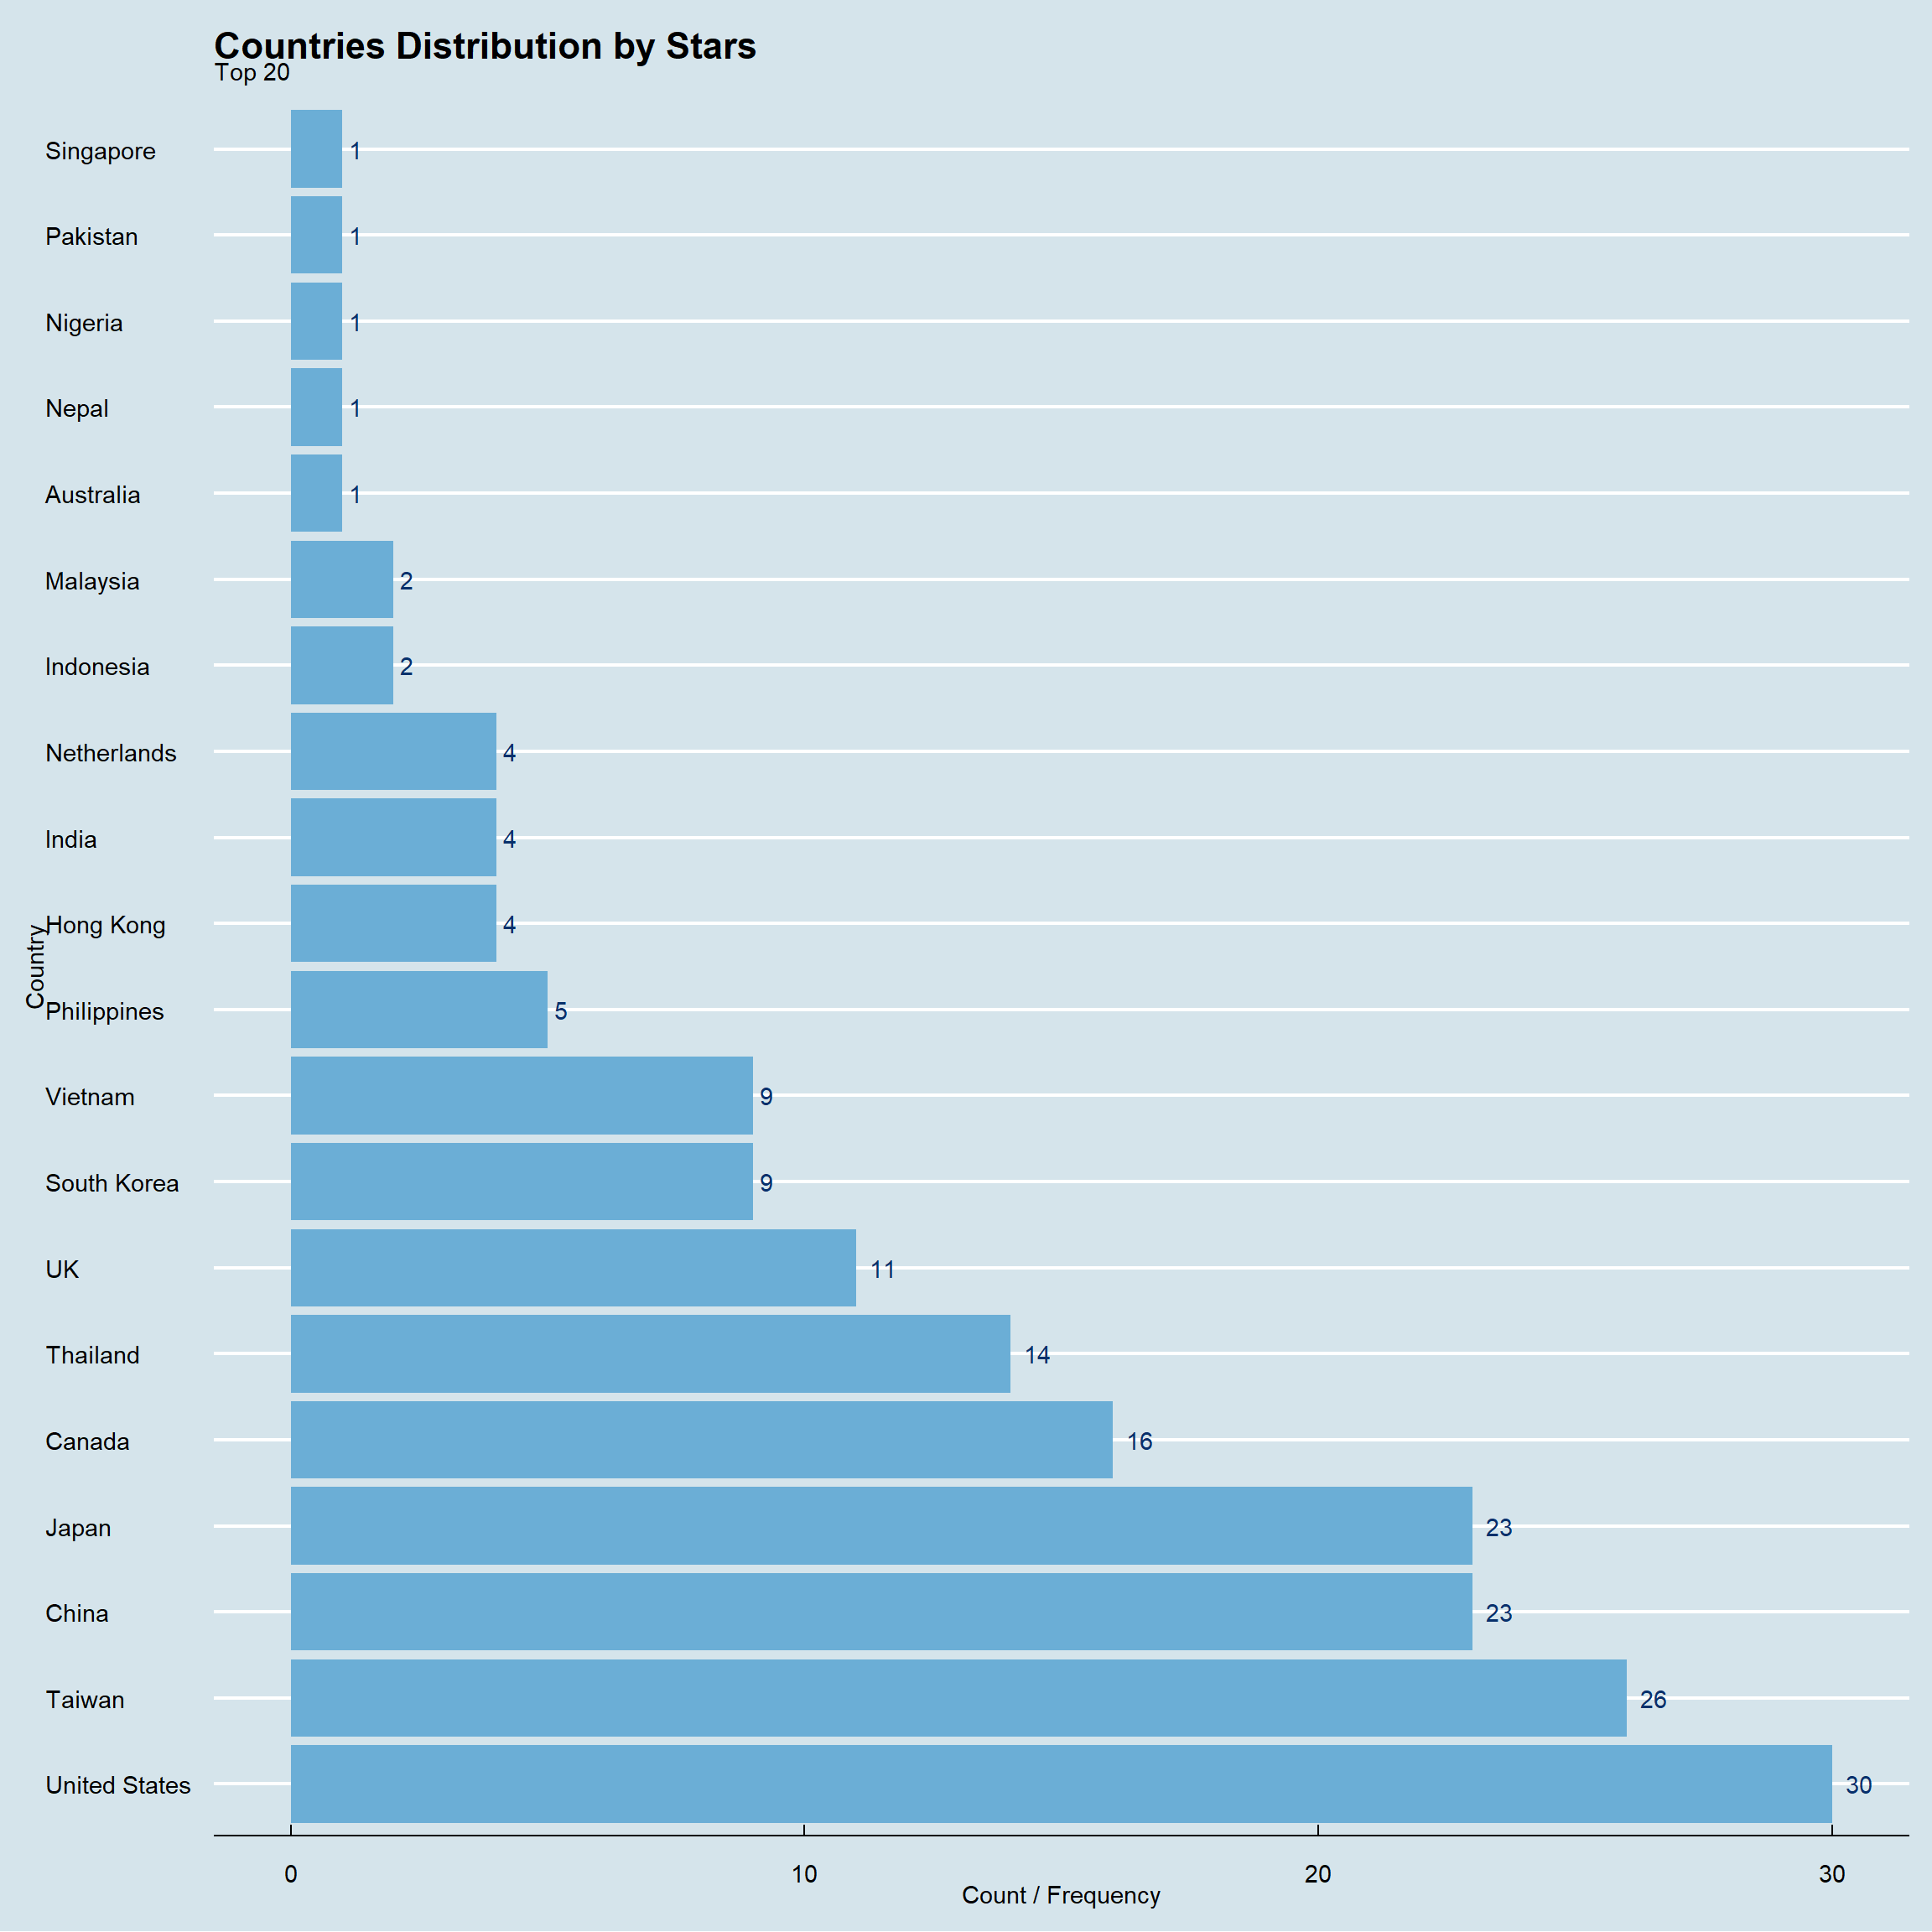 Countries Distribution by Stars
Top 20
Singapore 1
Pakistan 1
Nigeria 1
Nepal 1
Australia 1
Malaysia 2
Indonesia 2
Netherlands 4
India 4
Hong Kong 4
Country
Philippines 5
Vietnam 9
South Korea 9
UK 11
Thailand 14
Canada 16
Japan 23
China 23
Taiwan 26
United States 30
0 10 20 30
Count / Frequency